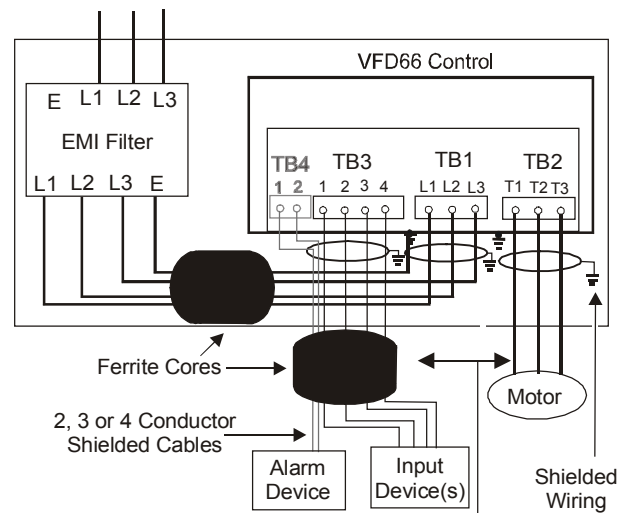 VFD66 Control
E L1 L2 L3
EMI Filter
L1 L2 L3 E
TB4 TB3 TB1 TB2
1 2 1 2 3 4 L1 L2 L3 T1 T2 T3
Ferrite Cores
Motor
2, 3 or 4 Conductor
Shielded Cables
Alarm
Device
Input
Device(s)
Shielded
Wiring